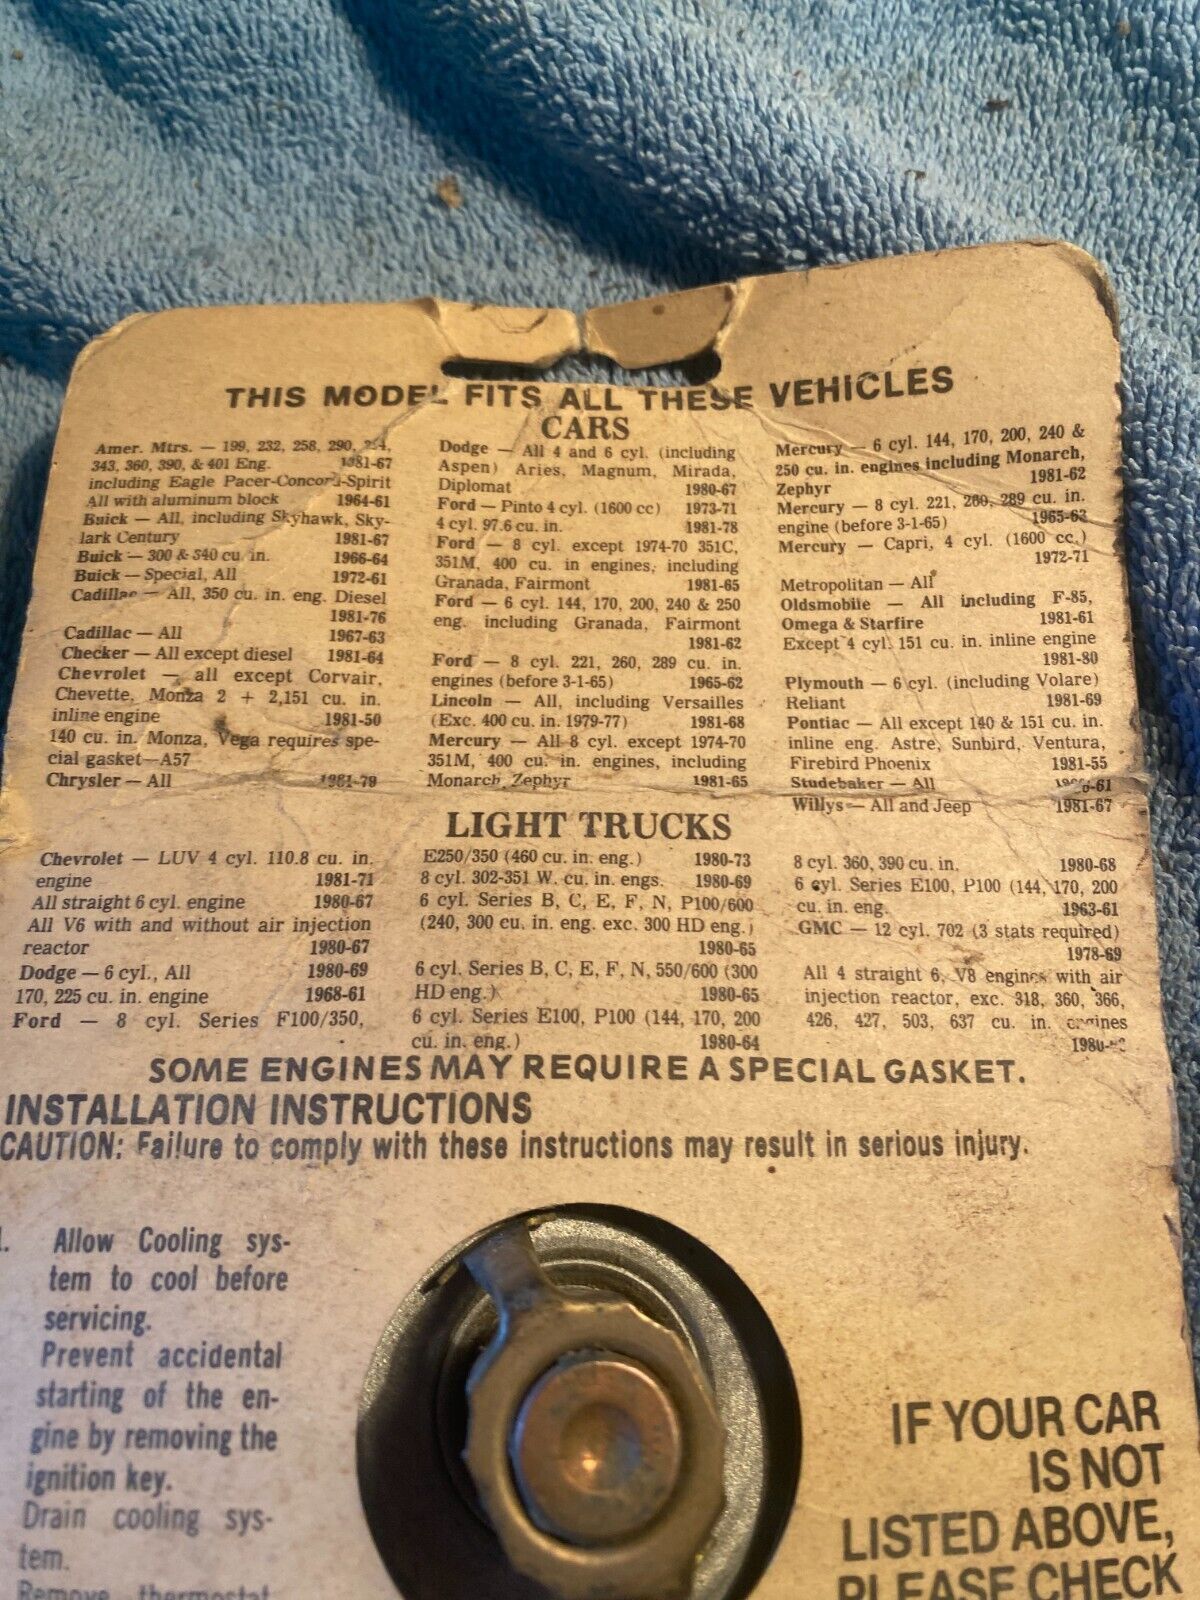 THIS MODEL FITS ALL THESE VEHICLES
CARS
Amer. Mtrs. — 199, 232, 258, 290,
343, 360, 390, & 401 Eng. 1981-67
including Eagle Pacer-Concord-Spirit
All with aluminum block 1964-61
Buick — All, including Skyhawk, Sky-
lark Century 1981-67
Buick — 300 & 340 cu. in. 1966-64
Buick — Special, All 1972-61
Cadillac — All, 350 cu. in. eng. Diesel
1981-76
Cadillac — All 1967-63
Checker — All except diesel 1981-64
Chevrolet — all except Corvair,
Chevette, Monza 2 + 2,151 cu. in.
inline engine 1981-50
140 cu. in. Monza, Vega requires spe-
cial gasket—A57
Chrysler — All 1981-79
Dodge — All 4 and 6 cyl. (including
Aspen) Aries, Magnum, Mirada,
Diplomat 1980-67
Ford — Pinto 4 cyl. (1600 cc) 1973-71
4 cyl. 97.6 cu. in. 1981-78
Ford — 8 cyl. except 1974-70 351C,
351M, 400 cu. in engines, including
Granada, Fairmont 1981-65
Ford — 6 cyl. 144, 170, 200, 240 & 250
eng. including Granada, Fairmont
1981-62
Ford — 8 cyl. 221, 260, 289 cu. in.
engines (before 3-1-65) 1965-62
Lincoln — All, including Versailles
(Exc. 400 cu. in. 1979-77) 1981-68
Mercury — All 8 cyl. except 1974-70
351M, 400 cu. in. engines, including
Monarch, Zephyr 1981-65
Mercury — 6 cyl. 144, 170, 200, 240 &
250 cu. in. engines including Monarch,
Zephyr 1981-62
Mercury — 8 cyl. 221, 260, 289 cu. in.
engine (before 3-1-65) 1965-63
Mercury — Capri, 4 cyl. (1600 cc.)
1972-71
Metropolitan — All
Oldsmobile — All including F-85,
Omega & Starfire 1981-61
Except 4 cyl. 151 cu. in. inline engine
1981-80
Plymouth — 6 cyl. (including Volare)
Reliant 1981-69
Pontiac — All except 140 & 151 cu. in.
inline eng. Astre, Sunbird, Ventura,
Firebird Phoenix 1981-55
Studebaker — All
Willys — All and Jeep 1981-67
LIGHT TRUCKS
Chevrolet — LUV 4 cyl. 110.8 cu. in.
engine 1981-71
All straight 6 cyl. engine 1980-67
All V6 with and without air injection
reactor 1980-67
Dodge — 6 cyl., All 1980-69
170, 225 cu. in. engine 1968-61
Ford — 8 cyl. Series F100/350,
E250/350 (460 cu. in eng.) 1980-73
8 cyl. 302-351 W. cu. in. engs. 1980-69
6 cyl. Series B, C, E, F, N, P100/600
(240, 300 cu. in. eng. exc. 300 HD eng.)
1980-65
6 cyl. Series B, C, E, F, N, 550/600 (300
HD eng.) 1980-65
6 cyl. Series E100, P100 (144, 170, 200
cu. in. eng.) 1980-64
8 cyl. 360, 390 cu. in. 1980-68
6 cyl. Series E100, P100 (144, 170, 200
cu. in. eng. 1963-61
GMC — 12 cyl. 702 (3 stats required)
1978-69
All 4 straight 6, V8 engines with air
injection reactor, exc. 318, 360, 366,
426, 427, 503, 637 cu. in. engines
SOME ENGINES MAY REQUIRE A SPECIAL GASKET.
INSTALLATION INSTRUCTIONS
CAUTION: Failure to comply with these instructions may result in serious injury.
Allow Cooling sys-
tem to cool before
servicing.
Prevent accidental
starting of the en-
gine by removing the
ignition key.
Drain cooling sys-
tem.
Remove thermostat
IF YOUR CAR
IS NOT
LISTED ABOVE,
PLEASE CHECK